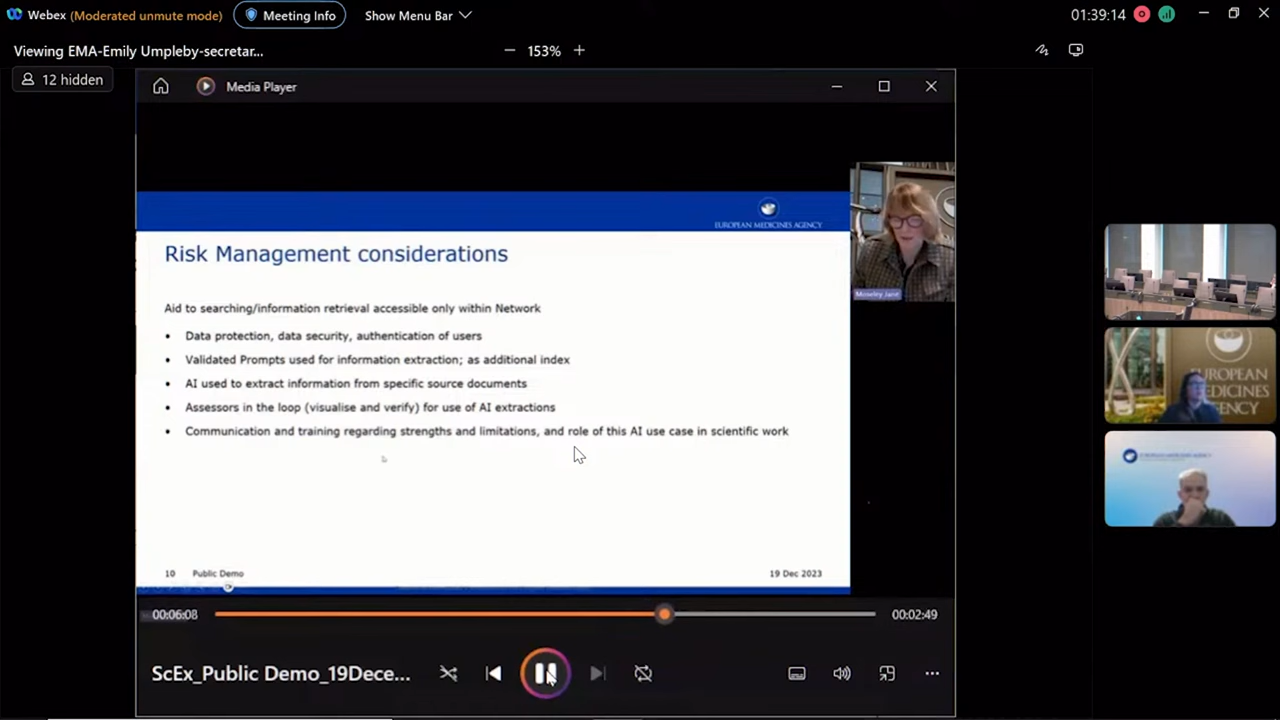 Webex
(Moderated unmute mode)
Meeting Info
Show Menu Bar
01:39:14
Viewing EMA-Emily Umpleby-secretar...
153%
12 hidden
Media Player
EUROPEAN MEDICINES AGENCY
Risk Management considerations
Aid to searching/information retrieval accessible only within Network
• Data protection, data security, authentication of users
• Validated Prompts used for information extraction; as additional index
• AI used to extract information from specific source documents
• Assessors in the loop (visualise and verify) for use of AI extractions
• Communication and training regarding strengths and limitations, and role of this AI use case in scientific work
10 Public Demo
19 Dec 2023
Moseley Jane
EUROPEAN
MEDICINES
AGENCY
00:06:08
00:02:49
ScEx_Public Demo_19Dece...